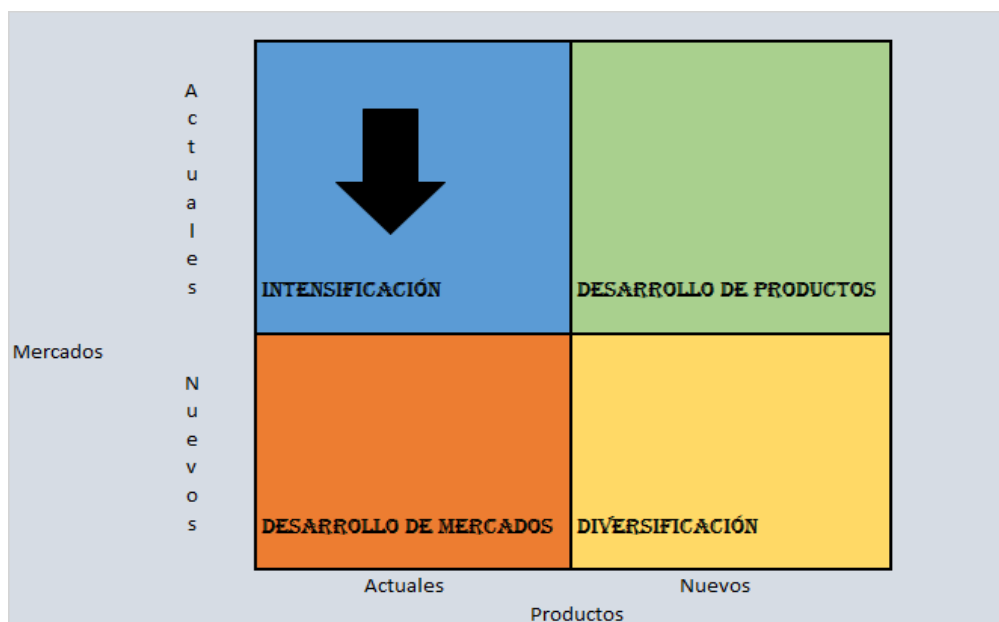 Actuales
INTENSIFICACIÓN
DESARROLLO DE PRODUCTOS
Mercados
Nuevos
DESARROLLO DE MERCADOS
DIVERSIFICACIÓN
Actuales
Nuevos
Productos